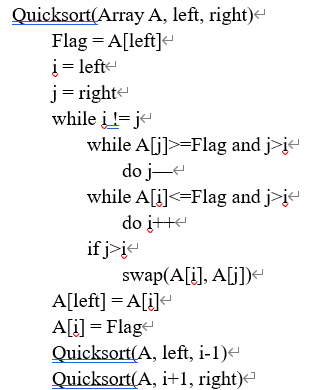 Quicksort(Array A, left, right)↵
Flag = A[left]↵
i = left↵
j = right↵
while i != j↵
while A[j]>=Flag and j>i↵
do j—↵
while A[i]<=Flag and j>i↵
do i++↵
if j>i↵
swap(A[i], A[j])↵
A[left] = A[i]↵
A[i] = Flag↵
Quicksort(A, left, i-1)↵
Quicksort(A, i+1, right)↵